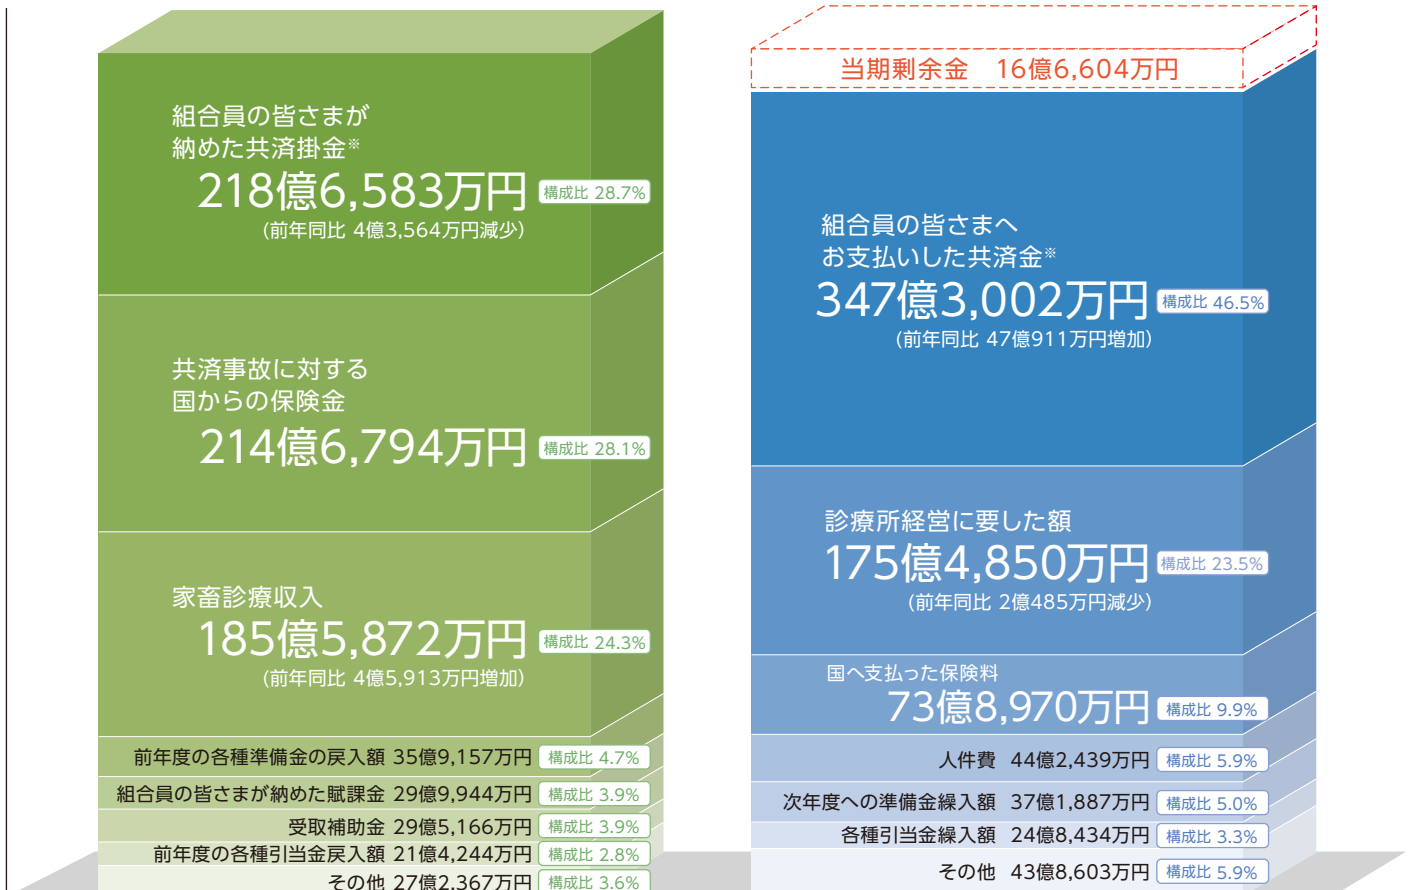 組合員の皆さまが
納めた共済掛金※
218億6,583万円 構成比 28.7%
(前年同比 4億3,564万円減少)
共済事故に対する
国からの保険金
214億6,794万円 構成比 28.1%
家畜診療収入
185億5,872万円 構成比 24.3%
(前年同比 4億5,913万円増加)
前年度の各種準備金の戻入額 35億9,157万円 構成比 4.7%
組合員の皆さまが納めた賦課金 29億9,944万円 構成比 3.9%
受取補助金 29億5,166万円 構成比 3.9%
前年度の各種引当金戻入額 21億4,244万円 構成比 2.8%
その他 27億2,367万円 構成比 3.6%
当期剰余金 16億6,604万円
組合員の皆さまへ
お支払いした共済金※
347億3,002万円 構成比 46.5%
(前年同比 47億911万円増加)
診療所経営に要した額
175億4,850万円 構成比 23.5%
(前年同比 2億485万円減少)
国へ支払った保険料
73億8,970万円 構成比 9.9%
人件費 44億2,439万円 構成比 5.9%
次年度への準備金繰入額 37億1,887万円 構成比 5.0%
各種引当金繰入額 24億8,434万円 構成比 3.3%
その他 43億8,603万円 構成比 5.9%